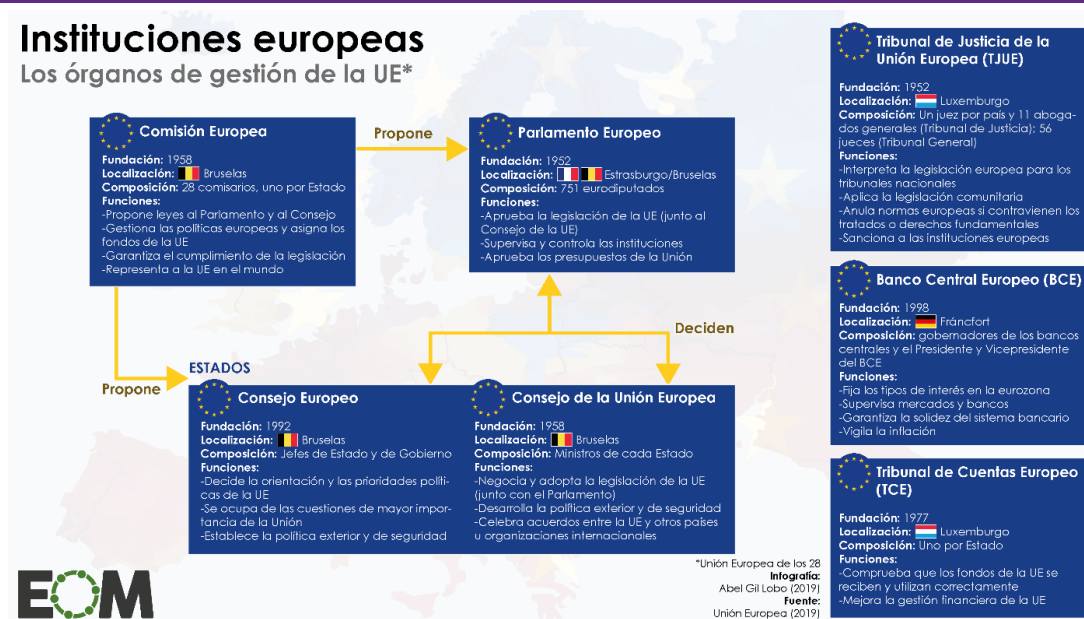 Instituciones europeas
Los órganos de gestión de la UE*
Comisión Europea
Fundación: 1958
Localización: Bruselas
Composición: 28 comisarios, uno por Estado
Funciones:
-Propone leyes al Parlamento y al Consejo
-Gestiona las políticas europeas y asigna los
fondos de la UE
-Garantiza el cumplimiento de la legislación
-Representa a la UE en el mundo
Propone
Parlamento Europeo
Fundación: 1952
Localización: Estrasburgo/Bruselas
Composición: 751 eurodiputados
Funciones:
-Aprueba la legislación de la UE (junto al
Consejo de la UE)
-Supervisa y controla las instituciones
-Aprueba los presupuestos de la Unión
Deciden
Propone
ESTADOS
Consejo Europeo
Fundación: 1992
Localización: Bruselas
Composición: Jefes de Estado y de Gobierno
Funciones:
-Decide la orientación y las prioridades políti-
cas de la UE
-Se ocupa de las cuestiones de mayor impor-
tancia de la Unión
-Establece la política exterior y de seguridad
Consejo de la Unión Europea
Fundación: 1958
Localización: Bruselas
Composición: Ministros de cada Estado
Funciones:
-Negocia y adopta la legislación de la UE
(junto con el Parlamento)
-Desarrolla la política exterior y de seguridad
-Celebra acuerdos entre la UE y otros países
u organizaciones internacionales
Tribunal de Justicia de la
Unión Europea (TJUE)
Fundación: 1952
Localización: Luxemburgo
Composición: Un juez por país y 11 aboga-
dos generales (Tribunal de Justicia); 56
jueces (Tribunal General)
Funciones:
-Interpreta la legislación europea para los
tribunales nacionales
-Aplica la legislación comunitaria
-Anula normas europeas si contravienen los
tratados o derechos fundamentales
-Sanciona a las instituciones europeas
Banco Central Europeo (BCE)
Fundación: 1998
Localización: Fráncfort
Composición: gobernadores de los bancos
centrales y el Presidente y Vicepresidente
del BCE
Funciones:
-Fija los tipos de interés en la eurozona
-Supervisa mercados y bancos
-Garantiza la solidez del sistema bancario
-Vigila la inflación
Tribunal de Cuentas Europeo
(TCE)
Fundación: 1977
Localización: Luxemburgo
Composición: Uno por Estado
Funciones:
-Comprueba que los fondos de la UE se
reciben y utilizan correctamente
-Mejora la gestión financiera de la UE
*Unión Europea de los 28
Infografía:
Abel Gil Lobo (2019)
Fuente:
Unión Europea (2019)
EOM